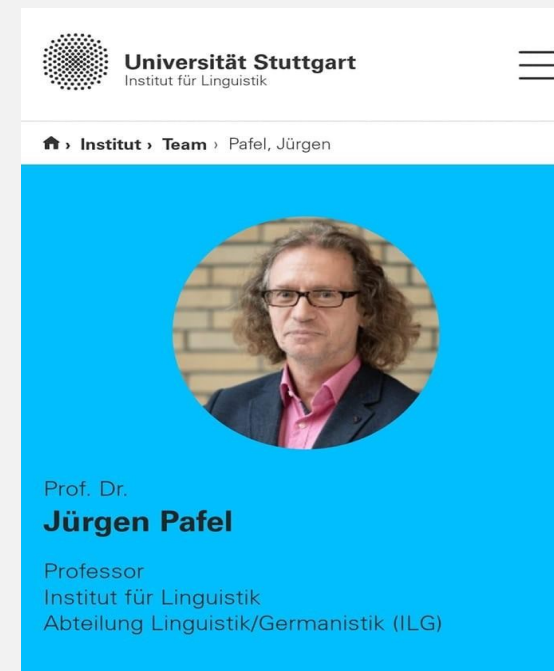 Universität Stuttgart
Institut für Linguistik
Institut › Team › Pafel, Jürgen
Prof. Dr.
Jürgen Pafel
Professor
Institut für Linguistik
Abteilung Linguistik/Germanistik (ILG)